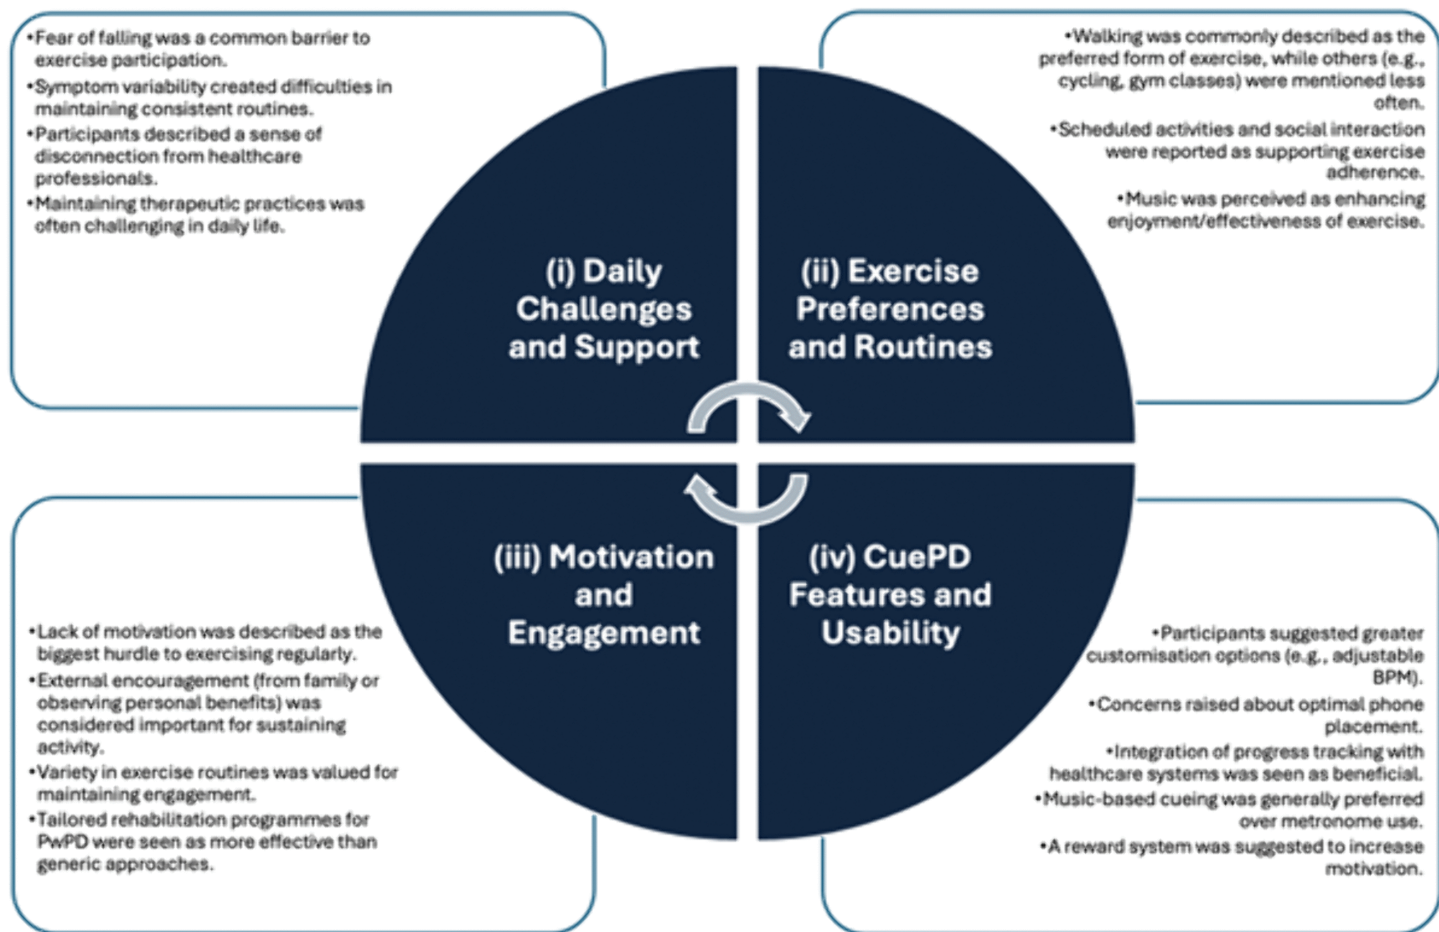 •Fear of falling was a common barrier to
exercise participation.
•Symptom variability created difficulties in
maintaining consistent routines.
•Participants described a sense of
disconnection from healthcare
professionals.
•Maintaining therapeutic practices was
often challenging in daily life.
•Walking was commonly described as the
preferred form of exercise, while others (e.g.,
cycling, gym classes) were mentioned less
often.
•Scheduled activities and social interaction
were reported as supporting exercise
adherence.
•Music was perceived as enhancing
enjoyment/effectiveness of exercise.
(i) Daily
Challenges
and Support
(ii) Exercise
Preferences
and Routines
(iii) Motivation
and
Engagement
(iv) CuePD
Features and
Usability
•Lack of motivation was described as the
biggest hurdle to exercising regularly.
•External encouragement (from family or
observing personal benefits) was
considered important for sustaining
activity.
•Variety in exercise routines was valued for
maintaining engagement.
•Tailored rehabilitation programmes for
PwPD were seen as more effective than
generic approaches.
•Participants suggested greater
customisation options (e.g., adjustable
BPM).
•Concerns raised about optimal phone
placement.
•Integration of progress tracking with
healthcare systems was seen as beneficial.
•Music-based cueing was generally preferred
over metronome use.
•A reward system was suggested to increase
motivation.